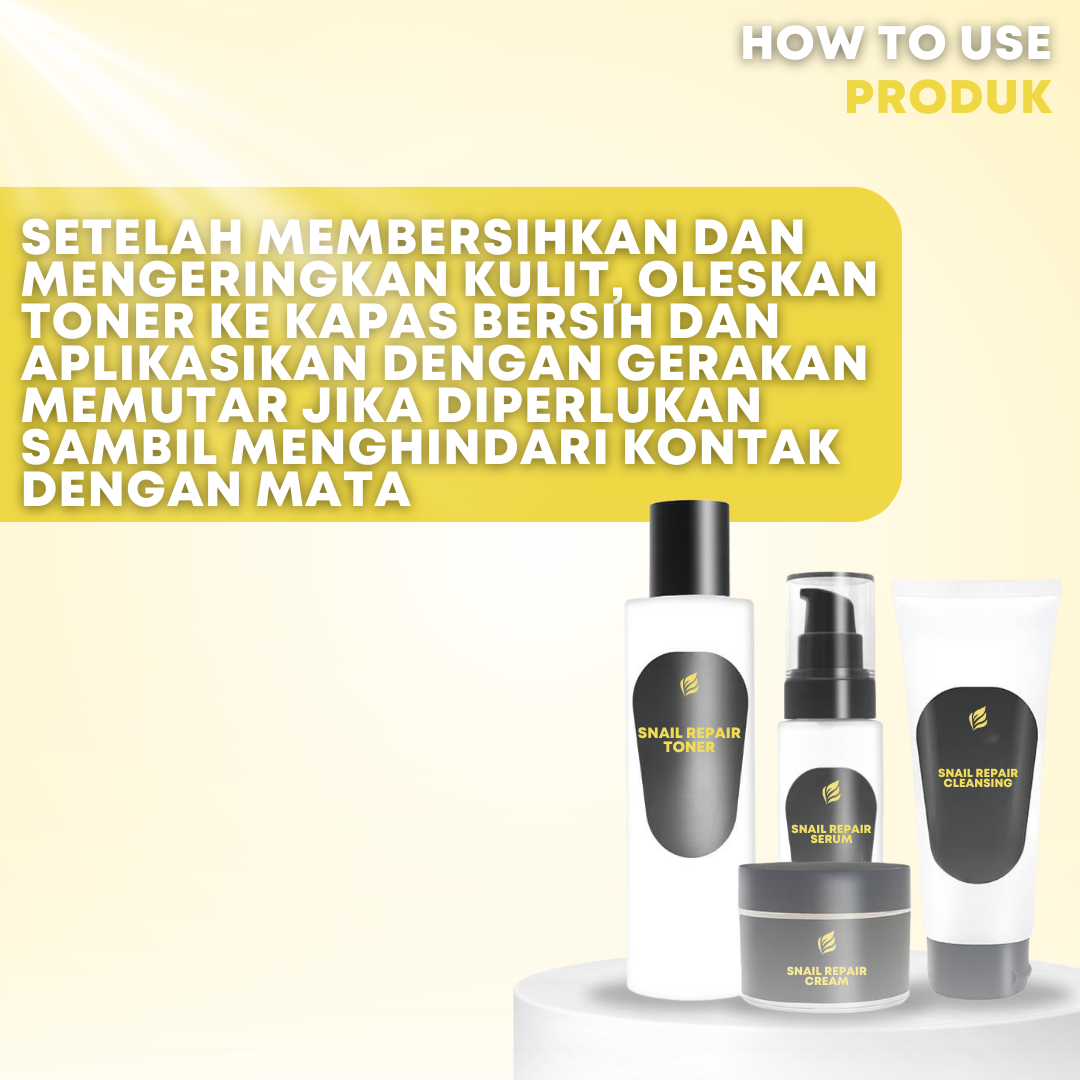 HOW TO USE
PRODUK
SETELAH MEMBERSIHKAN DAN
MENGERINGKAN KULIT, OLESKAN
TONER KE KAPAS BERSIH DAN
APLIKASIKAN DENGAN GERAKAN
MEMUTAR JIKA DIPERLUKAN
SAMBIL MENGHINDARI KONTAK
DENGAN MATA
SNAIL REPAIR
TONER
SNAIL REPAIR
SERUM
SNAIL REPAIR
CLEANSING
SNAIL REPAIR
CREAM